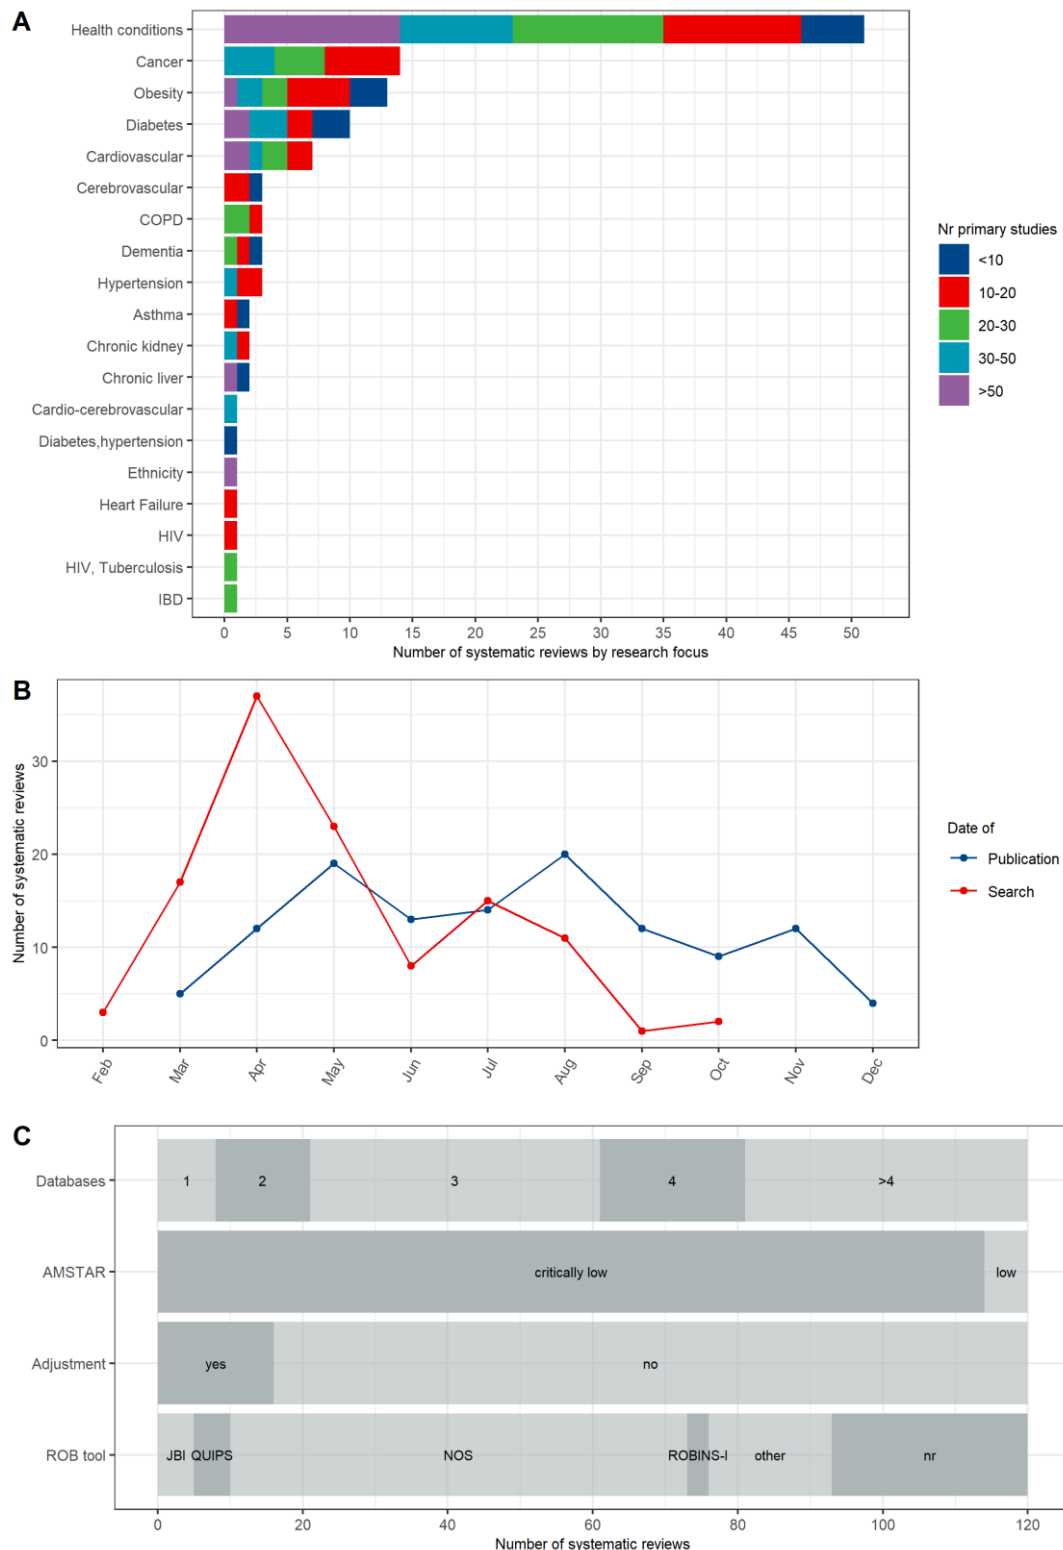 A
Health conditions
Cancer
Obesity
Diabetes
Cardiovascular
Cerebrovascular
COPD
Dementia
Hypertension
Asthma
Chronic kidney
Chronic liver
Cardio-cerebrovascular
Diabetes,hypertension
Ethnicity
Heart Failure
HIV
HIV, Tuberculosis
IBD
0 5 10 15 20 25 30 35 40 45 50
Number of systematic reviews by research focus
Nr primary studies
<10
10-20
20-30
30-50
>50
B
Number of systematic reviews
30
20
10
0
Feb Mar Apr May Jun Jul Aug Sep Oct Nov Dec
Date of
Publication
Search
C
Databases 1 2 3 4 >4
AMSTAR critically low low
Adjustment yes no
ROB tool JBI QUIPS NOS ROBINS-I other nr
0 20 40 60 80 100 120
Number of systematic reviews